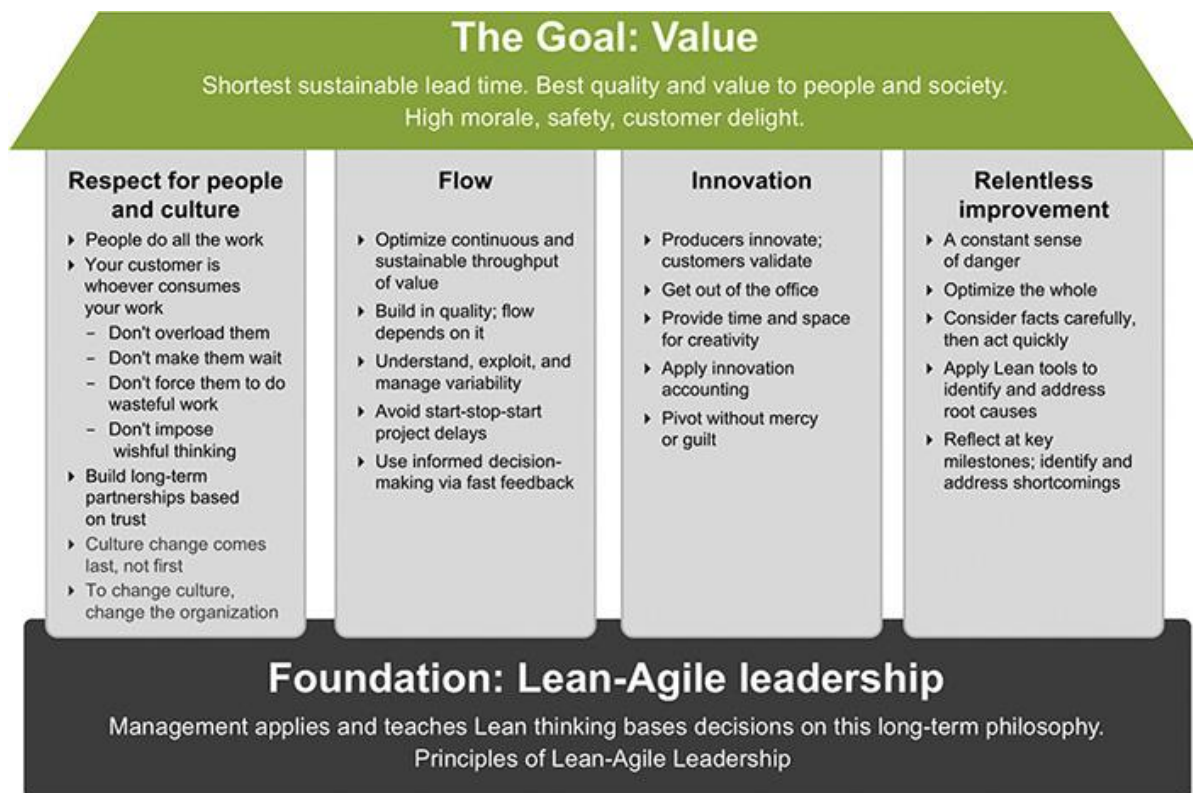 The Goal: Value
Shortest sustainable lead time. Best quality and value to people and society.
High morale, safety, customer delight.
Respect for people
and culture
People do all the work
Your customer is
whoever consumes
your work
– Don't overload them
– Don't make them wait
– Don't force them to do
wasteful work
– Don't impose
wishful thinking
Build long-term
partnerships based
on trust
Culture change comes
last, not first
To change culture,
change the organization
Flow
Optimize continuous and
sustainable throughput
of value
Build in quality; flow
depends on it
Understand, exploit, and
manage variability
Avoid start-stop-start
project delays
Use informed decision-
making via fast feedback
Innovation
Producers innovate;
customers validate
Get out of the office
Provide time and space
for creativity
Apply innovation
accounting
Pivot without mercy
or guilt
Relentless
improvement
A constant sense
of danger
Optimize the whole
Consider facts carefully,
then act quickly
Apply Lean tools to
identify and address
root causes
Reflect at key
milestones; identify and
address shortcomings
Foundation: Lean-Agile leadership
Management applies and teaches Lean thinking bases decisions on this long-term philosophy.
Principles of Lean-Agile Leadership